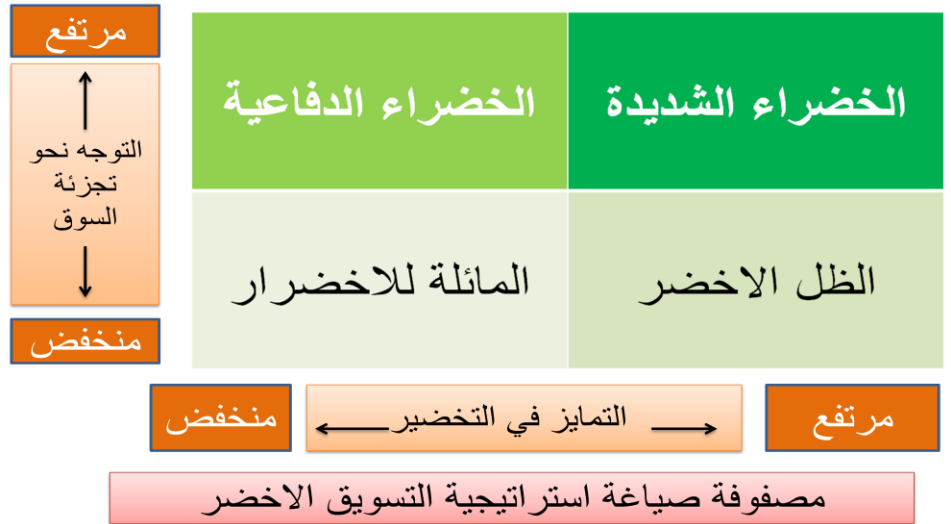 مرتفع
الخضراء الشديدة
الخضراء الدفاعية
التوجه نحو
تجزئة
السوق
الظل الاخضر
المائلة للاخضرار
منخفض
مرتفع
التمايز في التخضير
منخفض
مصفوفة صياغة استراتيجية التسويق الاخضر